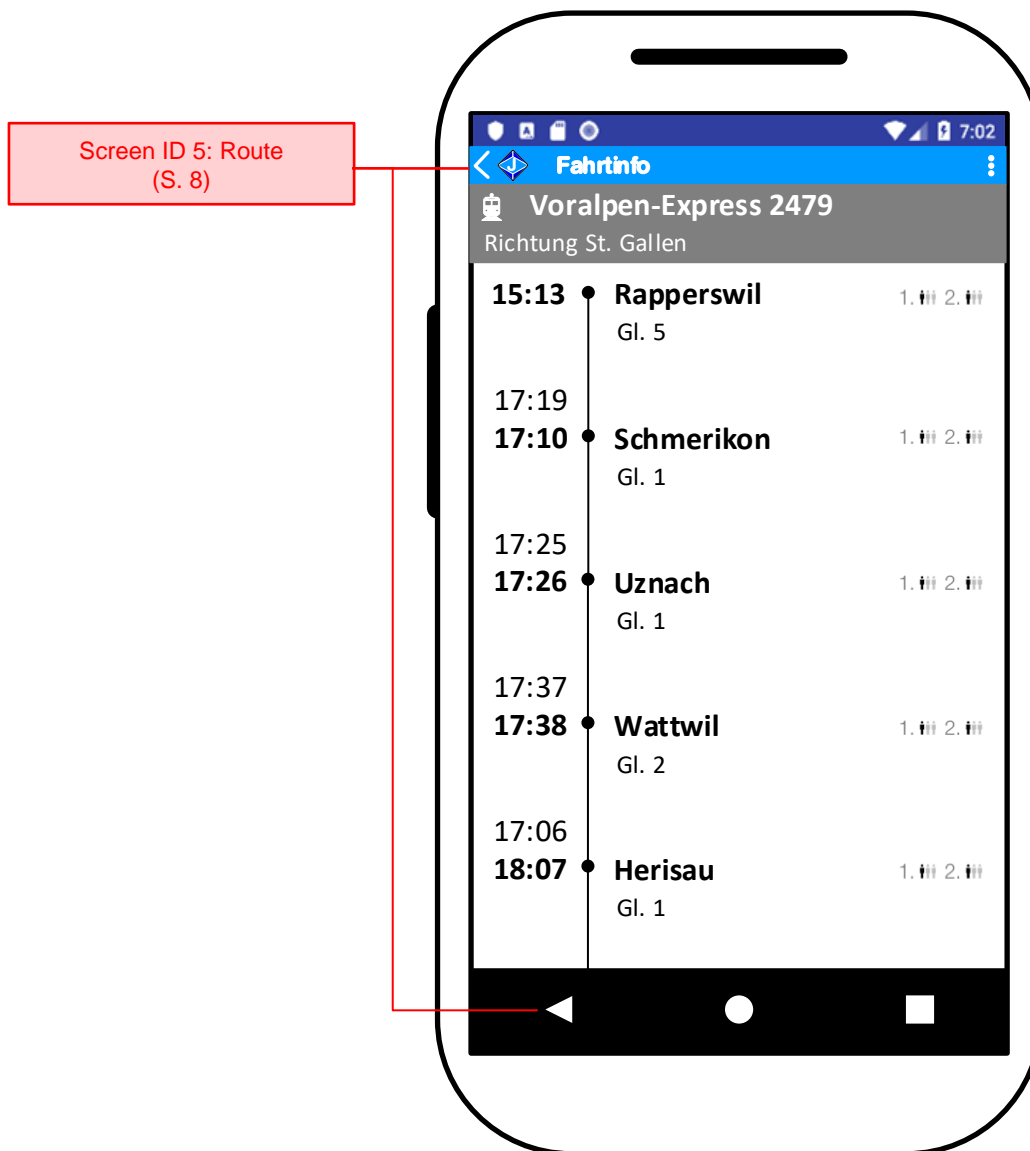 Screen ID 5: Route
(S. 8)
7:02
J Fahrtinfo
Voralpen-Express 2479
Richtung St. Gallen
15:13 Rapperswil 1. 2.
Gl. 5
17:19
17:10 Schmerikon 1. 2.
Gl. 1
17:25
17:26 Uznach 1. 2.
Gl. 1
17:37
17:38 Wattwil 1. 2.
Gl. 2
17:06
18:07 Herisau 1. 2.
Gl. 1